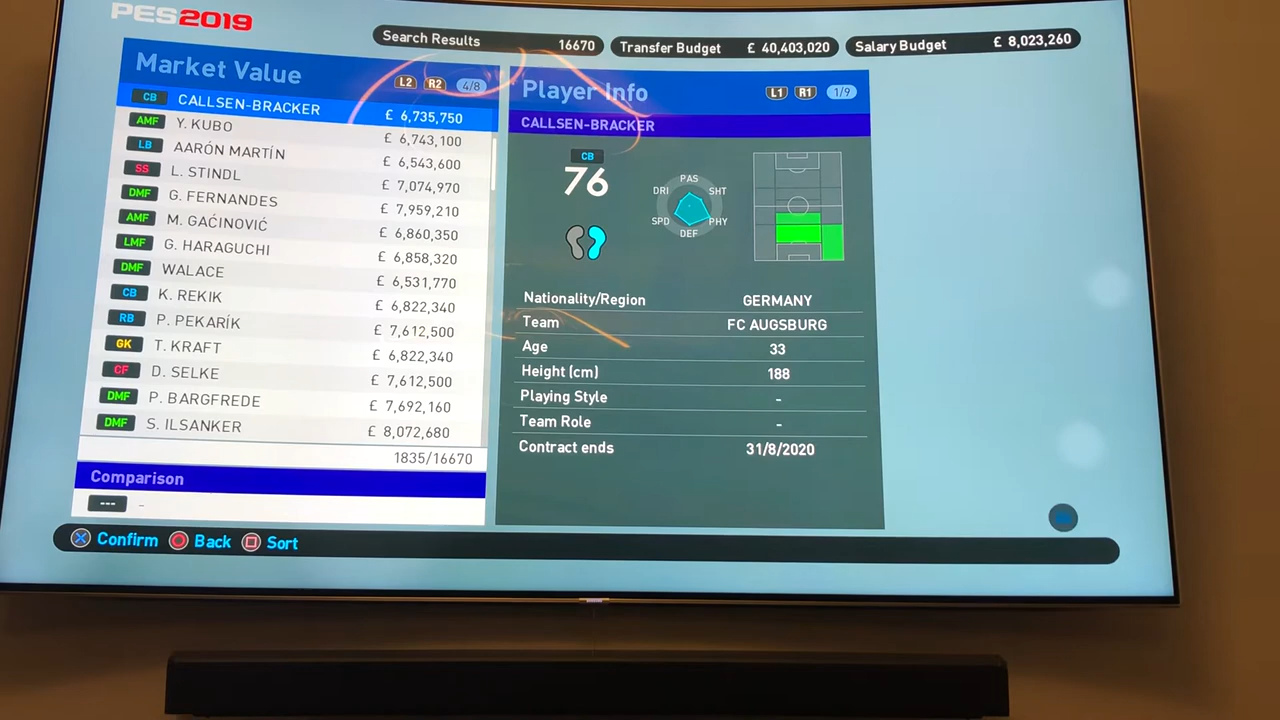 PES2019
Search Results 16670
Transfer Budget £ 40,403,020
Salary Budget £ 8,023,260
Market Value L2 R2 4/8
CB CALLSEN-BRACKER £ 6,735,750
AMF Y. KUBO £ 6,743,100
LB AARÓN MARTÍN £ 6,543,600
SS L. STINDL £ 7,074,970
DMF G. FERNANDES £ 7,959,210
AMF M. GAĆINOVIĆ £ 6,860,350
LMF G. HARAGUCHI £ 6,858,320
DMF WALACE £ 6,531,770
CB K. REKIK £ 6,822,340
RB P. PEKARÍK £ 7,612,500
GK T. KRAFT £ 6,822,340
CF D. SELKE £ 7,612,500
DMF P. BARGFREDE £ 7,692,160
DMF S. ILSANKER £ 8,072,680
1835/16670
Comparison
--- -
Player Info L1 R1 1/9
CALLSEN-BRACKER
CB
76
PAS
DRI SHT
SPD PHY
DEF
Nationality/Region GERMANY
Team FC AUGSBURG
Age 33
Height (cm) 188
Playing Style -
Team Role -
Contract ends 31/8/2020
Confirm Back Sort